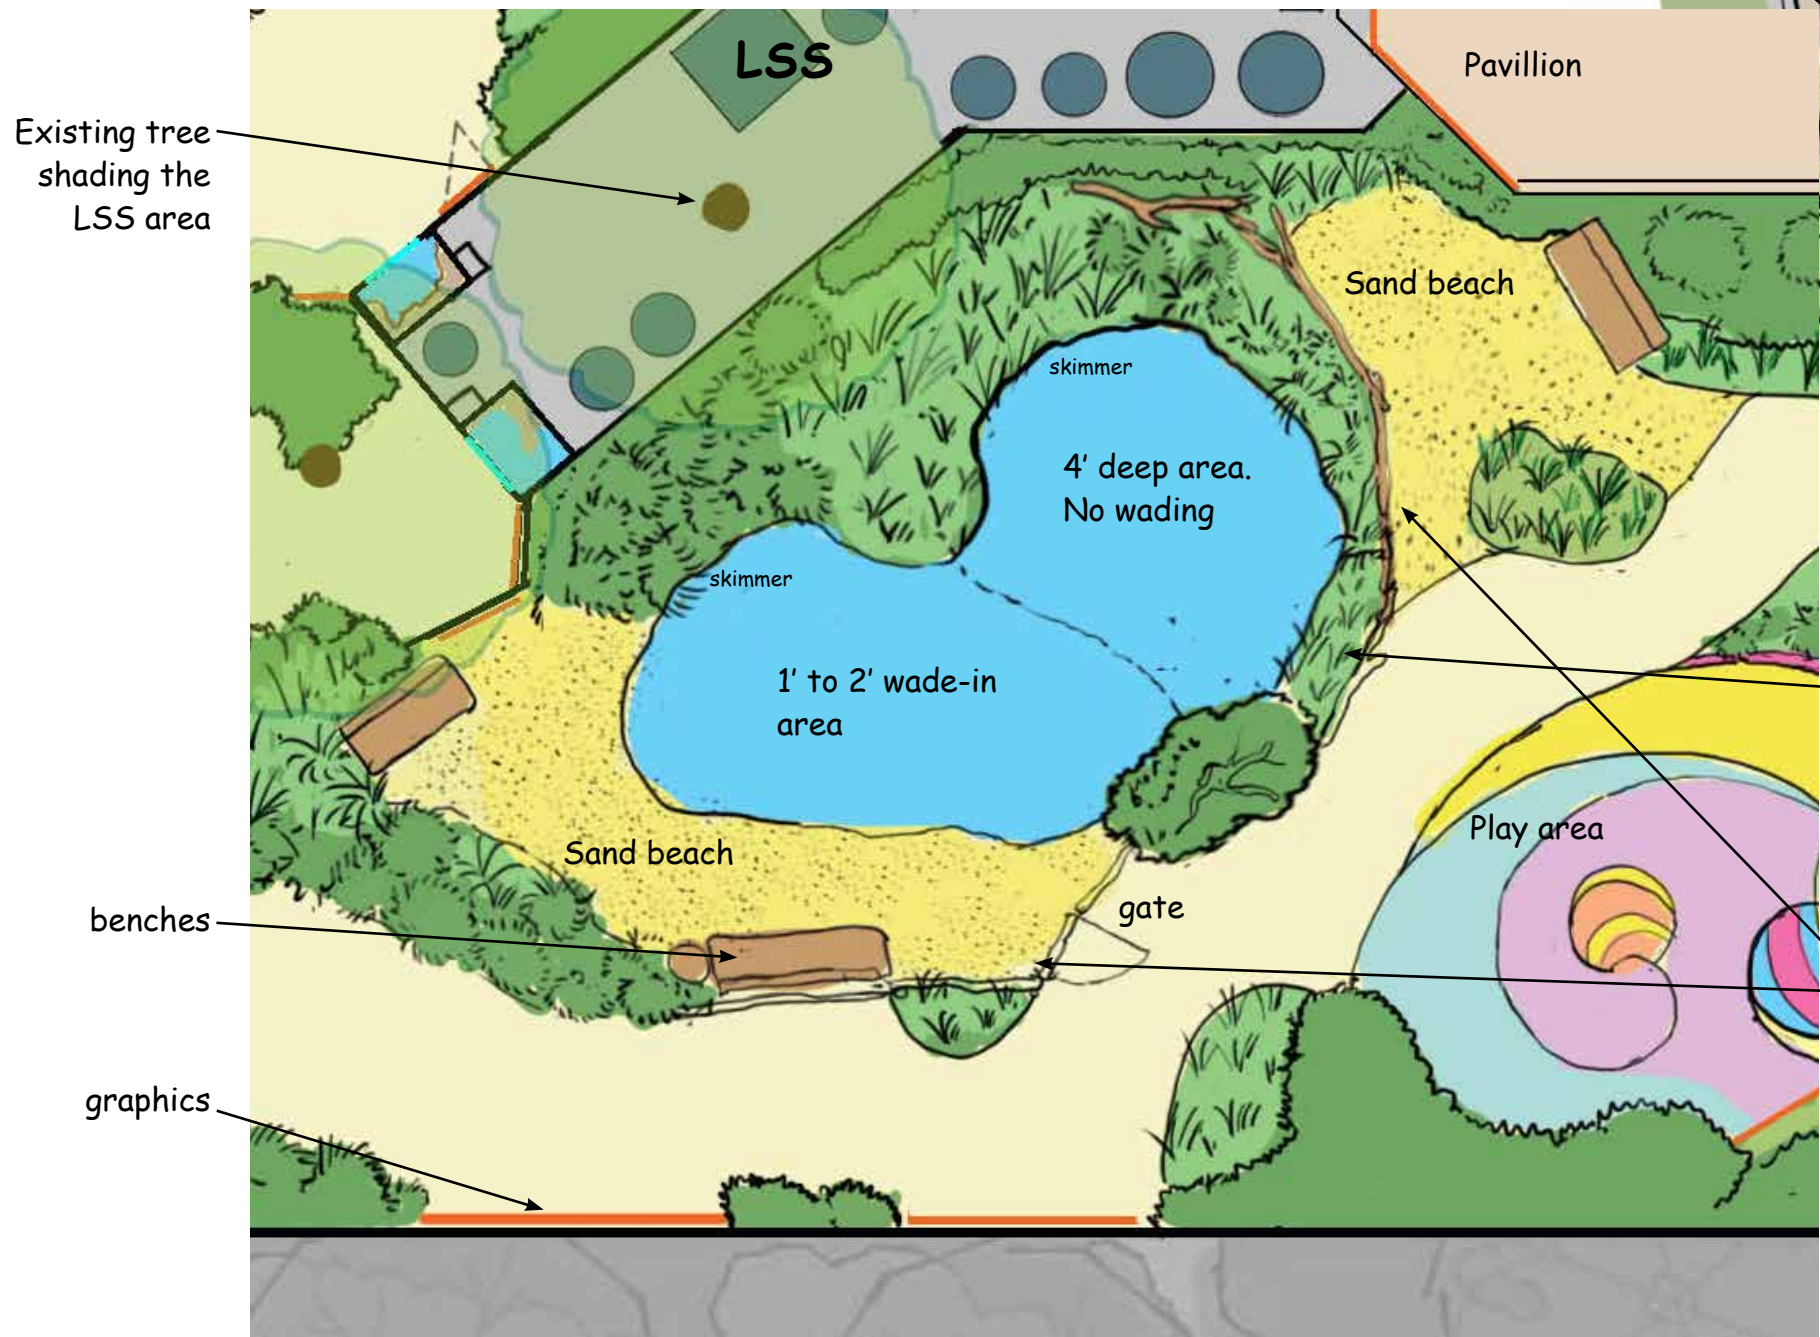 LSS
Pavillion
Existing tree
shading the
LSS area
Sand beach
skimmer
4' deep area.
No wading
skimmer
1' to 2' wade-in
area
Play area
Sand beach
gate
benches
graphics